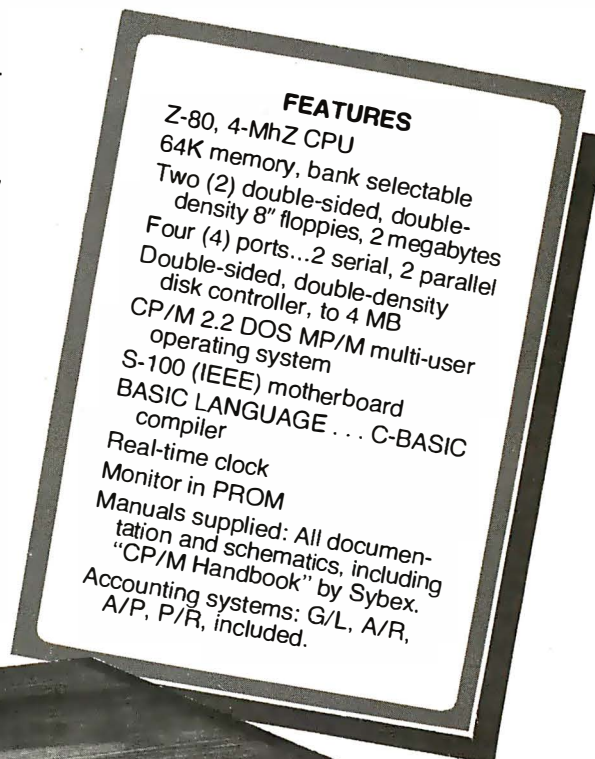 FEATURES
Z-80, 4-MhZ CPU
64K memory, bank selectable
Two (2) double-sided, double-
density 8" floppies, 2 megabytes
Four (4) ports...2 serial, 2 parallel
Double-sided, double-density
disk controller, to 4 MB
CP/M 2.2 DOS MP/M multi-user
operating system
S-100 (IEEE) motherboard
BASIC LANGUAGE . . . C-BASIC
compiler
Real-time clock
Monitor in PROM
Manuals supplied: All documen-
tation and schematics, including
“CP/M Handbook” by Sybex.
Accounting systems: G/L, A/R,
A/P, P/R, included.